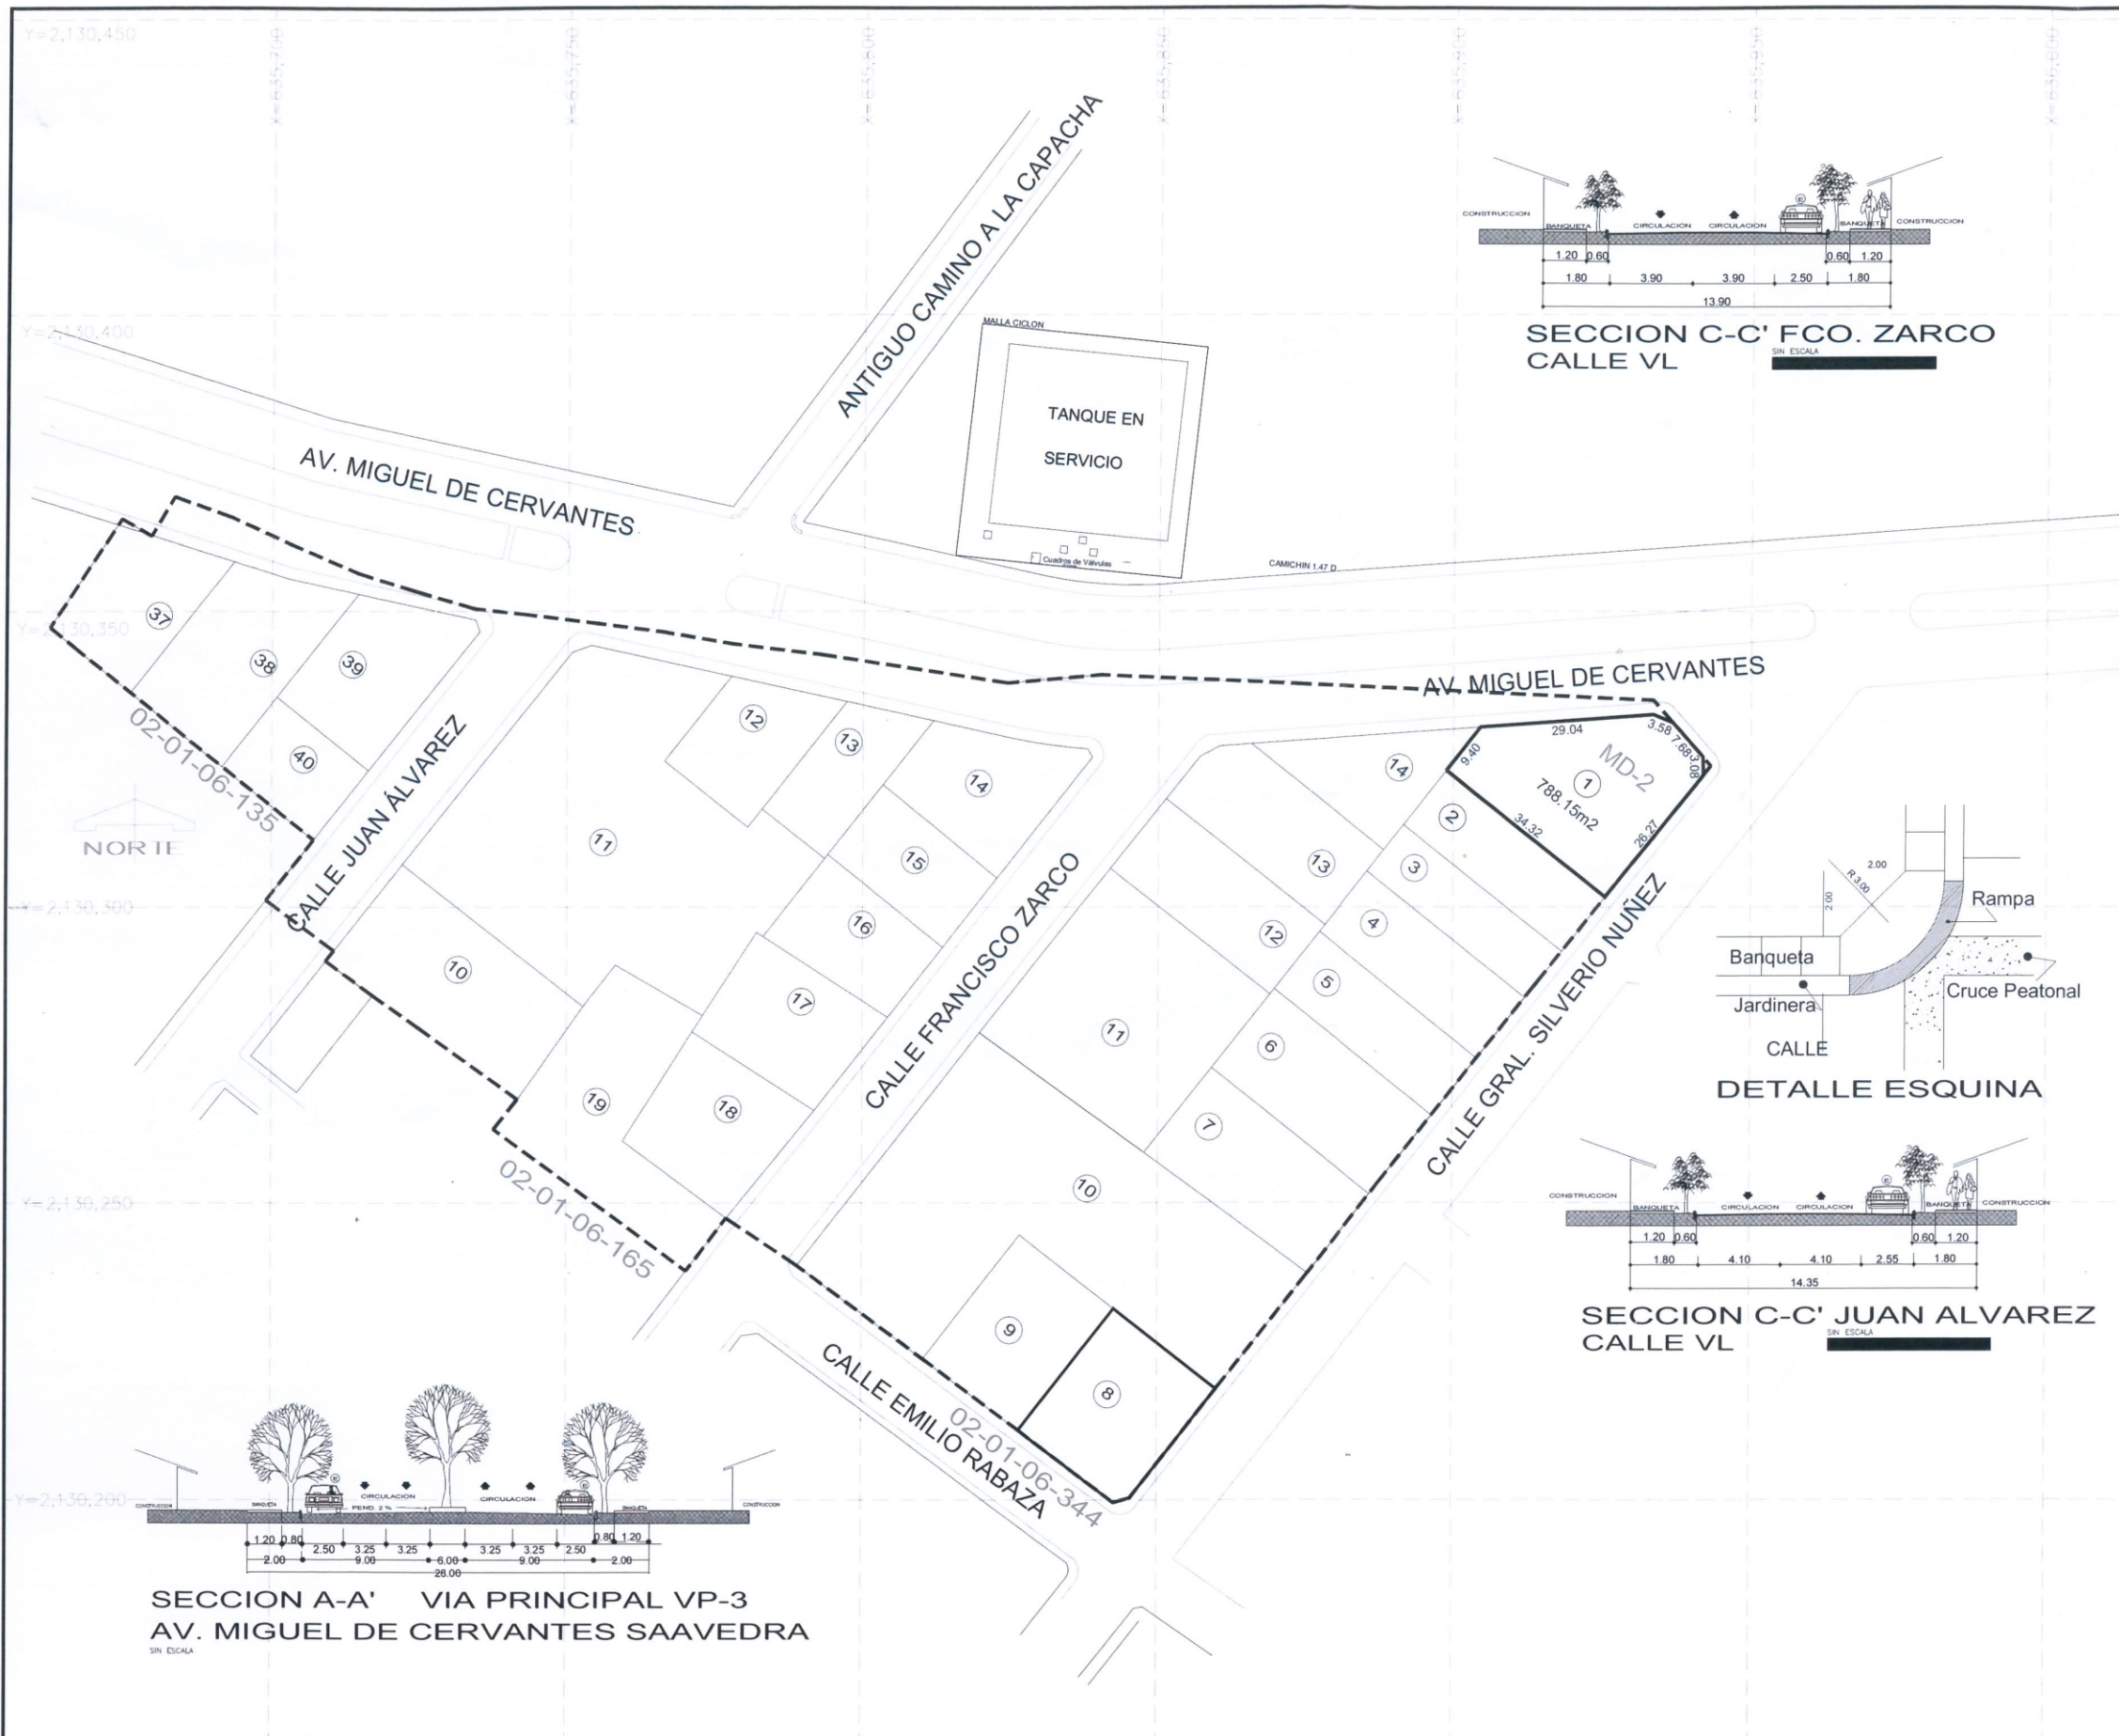 Y=2,130,450
X=635,700
X=635,750
X=635,800
X=635,850
X=635,900
X=635,950
ANTIGUO CAMINO A LA CAPACHA
CONSTRUCCION
BANQUETA
CIRCULACION
CIRCULACION
E
BANQUETA
CONSTRUCCION
1.20 0.60
0.60 1.20
1.80 3.90 3.90 2.50 1.80
13.90
SECCION C-C' FCO. ZARCO
CALLE VL
SIN ESCALA
Y=2,130,400
MALLA CICLON
TANQUE EN
SERVICIO
Cuadros de Válvulas
CAMICHIN 1.47 D
AV. MIGUEL DE CERVANTES
Y=2,130,350
37
38
39
40
02-01-06-135
CALLE JUAN ÁLVAREZ
NORTE
AV. MIGUEL DE CERVANTES
12
13
14
11
15
16
10
17
18
19
02-01-06-165
CALLE FRANCISCO ZARCO
29.04
3.58
7.68
3.08
9.40
MD-2
1
788.15m2
34.32
26.27
14
2
13
3
12
4
5
11
6
7
10
9
8
CALLE GRAL. SILVERIO NUÑEZ
Y=2,130,300
Y=2,130,250
CALLE EMILIO RABAZA
02-01-06-344
2.00
R 3.00
2.00
Rampa
Banqueta
Jardinera
Cruce Peatonal
CALLE
DETALLE ESQUINA
CONSTRUCCION
BANQUETA
CIRCULACION
CIRCULACION
E
BANQUETA
CONSTRUCCION
1.20 0.60
0.60 1.20
1.80 4.10 4.10 2.55 1.80
14.35
SECCION C-C' JUAN ALVAREZ
CALLE VL
SIN ESCALA
Y=2,130,200
CONSTRUCCION
BANQUETA
E
CIRCULACION
PEND. 2 %
CIRCULACION
E
BANQUETA
CONSTRUCCION
1.20 0.80 2.50 3.25 3.25 3.25 3.25 2.50 0.80 1.20
2.00 9.00 6.00 9.00 2.00
28.00
SECCION A-A' VIA PRINCIPAL VP-3
AV. MIGUEL DE CERVANTES SAAVEDRA
SIN ESCALA